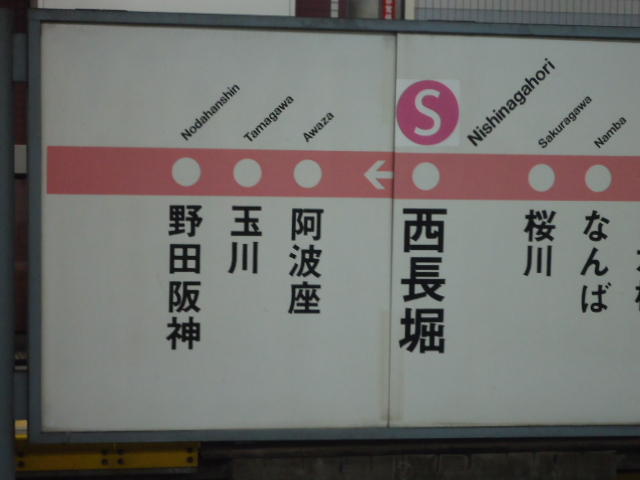 Nodahanshin
Tamagawa
Awaza
S
Nishinagahori
Sakuragawa
Namba
野田阪神
玉川
阿波座
西長堀
桜川
なんば